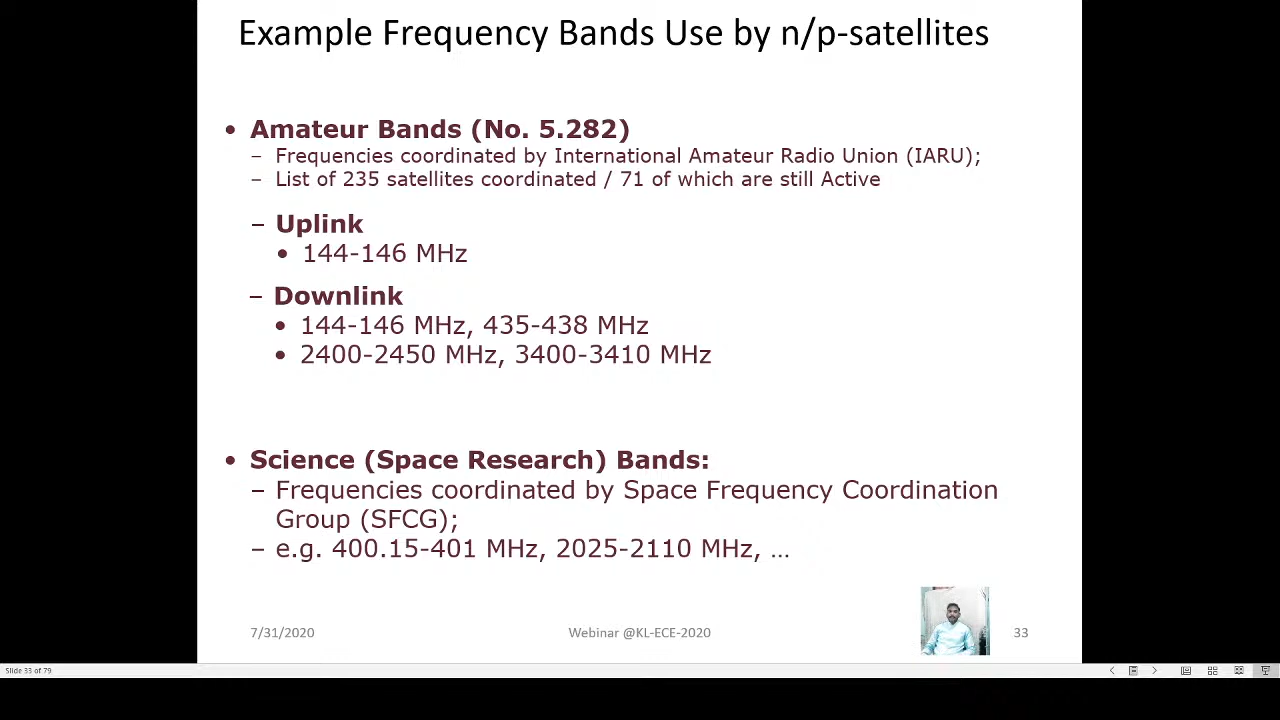 Example Frequency Bands Use by n/p-satellites
• Amateur Bands (No. 5.282)
– Frequencies coordinated by International Amateur Radio Union (IARU);
– List of 235 satellites coordinated / 71 of which are still Active
– Uplink
• 144-146 MHz
– Downlink
• 144-146 MHz, 435-438 MHz
• 2400-2450 MHz, 3400-3410 MHz
• Science (Space Research) Bands:
– Frequencies coordinated by Space Frequency Coordination
Group (SFCG);
– e.g. 400.15-401 MHz, 2025-2110 MHz, …
7/31/2020 Webinar @KL-ECE-2020 33
Slide 33 of 79